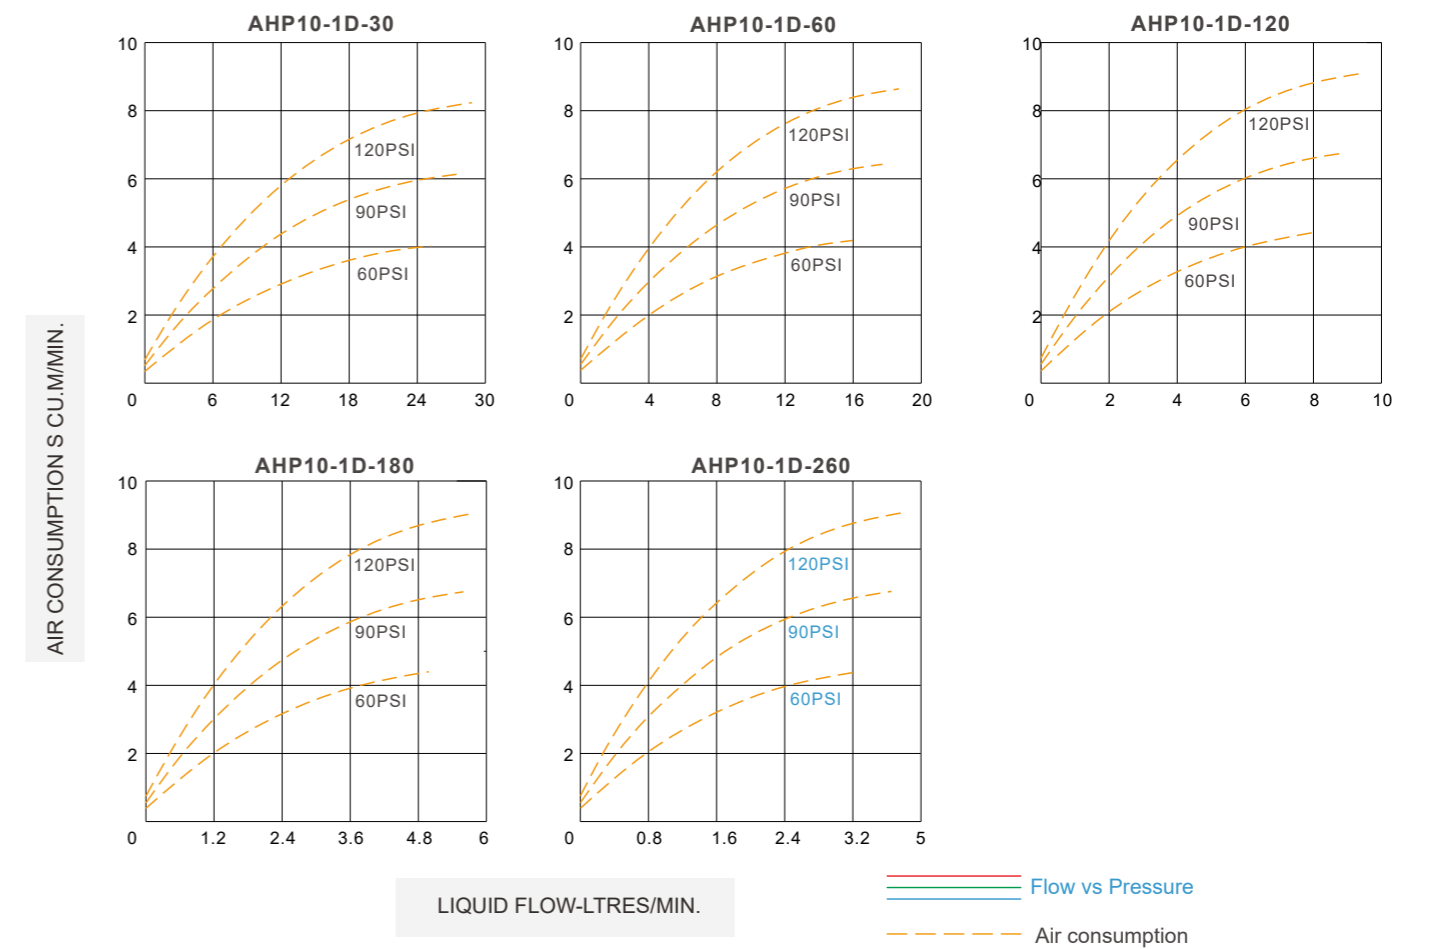 AHP10-1D-30
10
8
6
4
2
0 6 12 18 24 30
120PSI
90PSI
60PSI
AHP10-1D-60
10
8
6
4
2
0 4 8 12 16 20
120PSI
90PSI
60PSI
AHP10-1D-120
10
8
6
4
2
0 2 4 6 8 10
120PSI
90PSI
60PSI
AIR CONSUMPTION S CU.M/MIN.
AHP10-1D-180
10
8
6
4
2
0 1.2 2.4 3.6 4.8 6
120PSI
90PSI
60PSI
AHP10-1D-260
10
8
6
4
2
0 0.8 1.6 2.4 3.2 5
120PSI
90PSI
60PSI
LIQUID FLOW-LTRES/MIN.
Flow vs Pressure
Air consumption